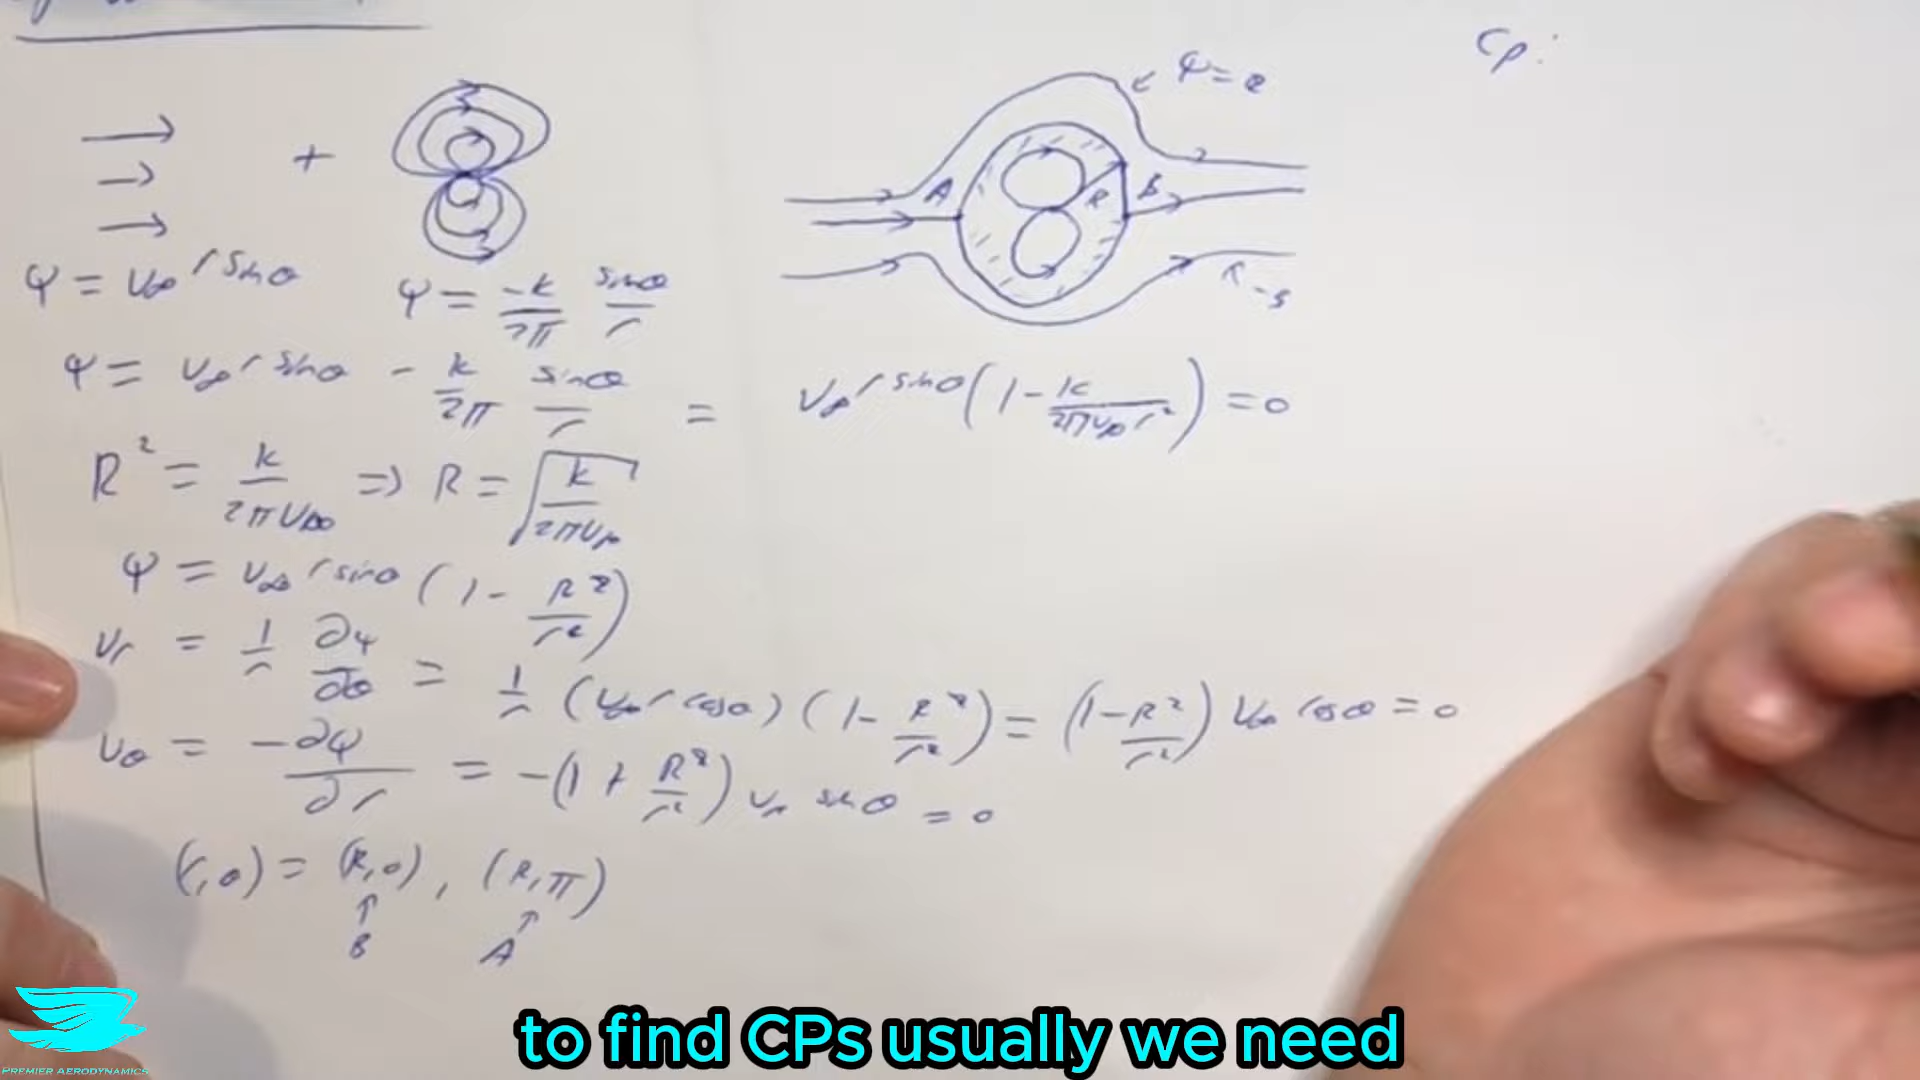 Cp:
+
ψ = e
A
R
B
-s
ψ = V∞ r sinθ
ψ = -k/2π sinθ/r
ψ = V∞ r sinθ - k/2π sinθ/r = V∞ r sinθ (1 - k/2πV∞r²) = 0
R² = k/2πV∞ => R = √k/2πV∞
ψ = V∞ r sinθ (1 - R²/r²)
Vr = 1/r ∂ψ/∂θ = 1/r (V∞ r cosθ) (1 - R²/r²) = (1 - R²/r²) V∞ cosθ = 0
Vθ = -∂ψ/∂r = -(1 + R²/r²) V∞ sinθ = 0
(r,θ) = (R,0), (R,π)
↑ ↑
B A
to find CPs usually we need
PREMIER AERODYNAMICS